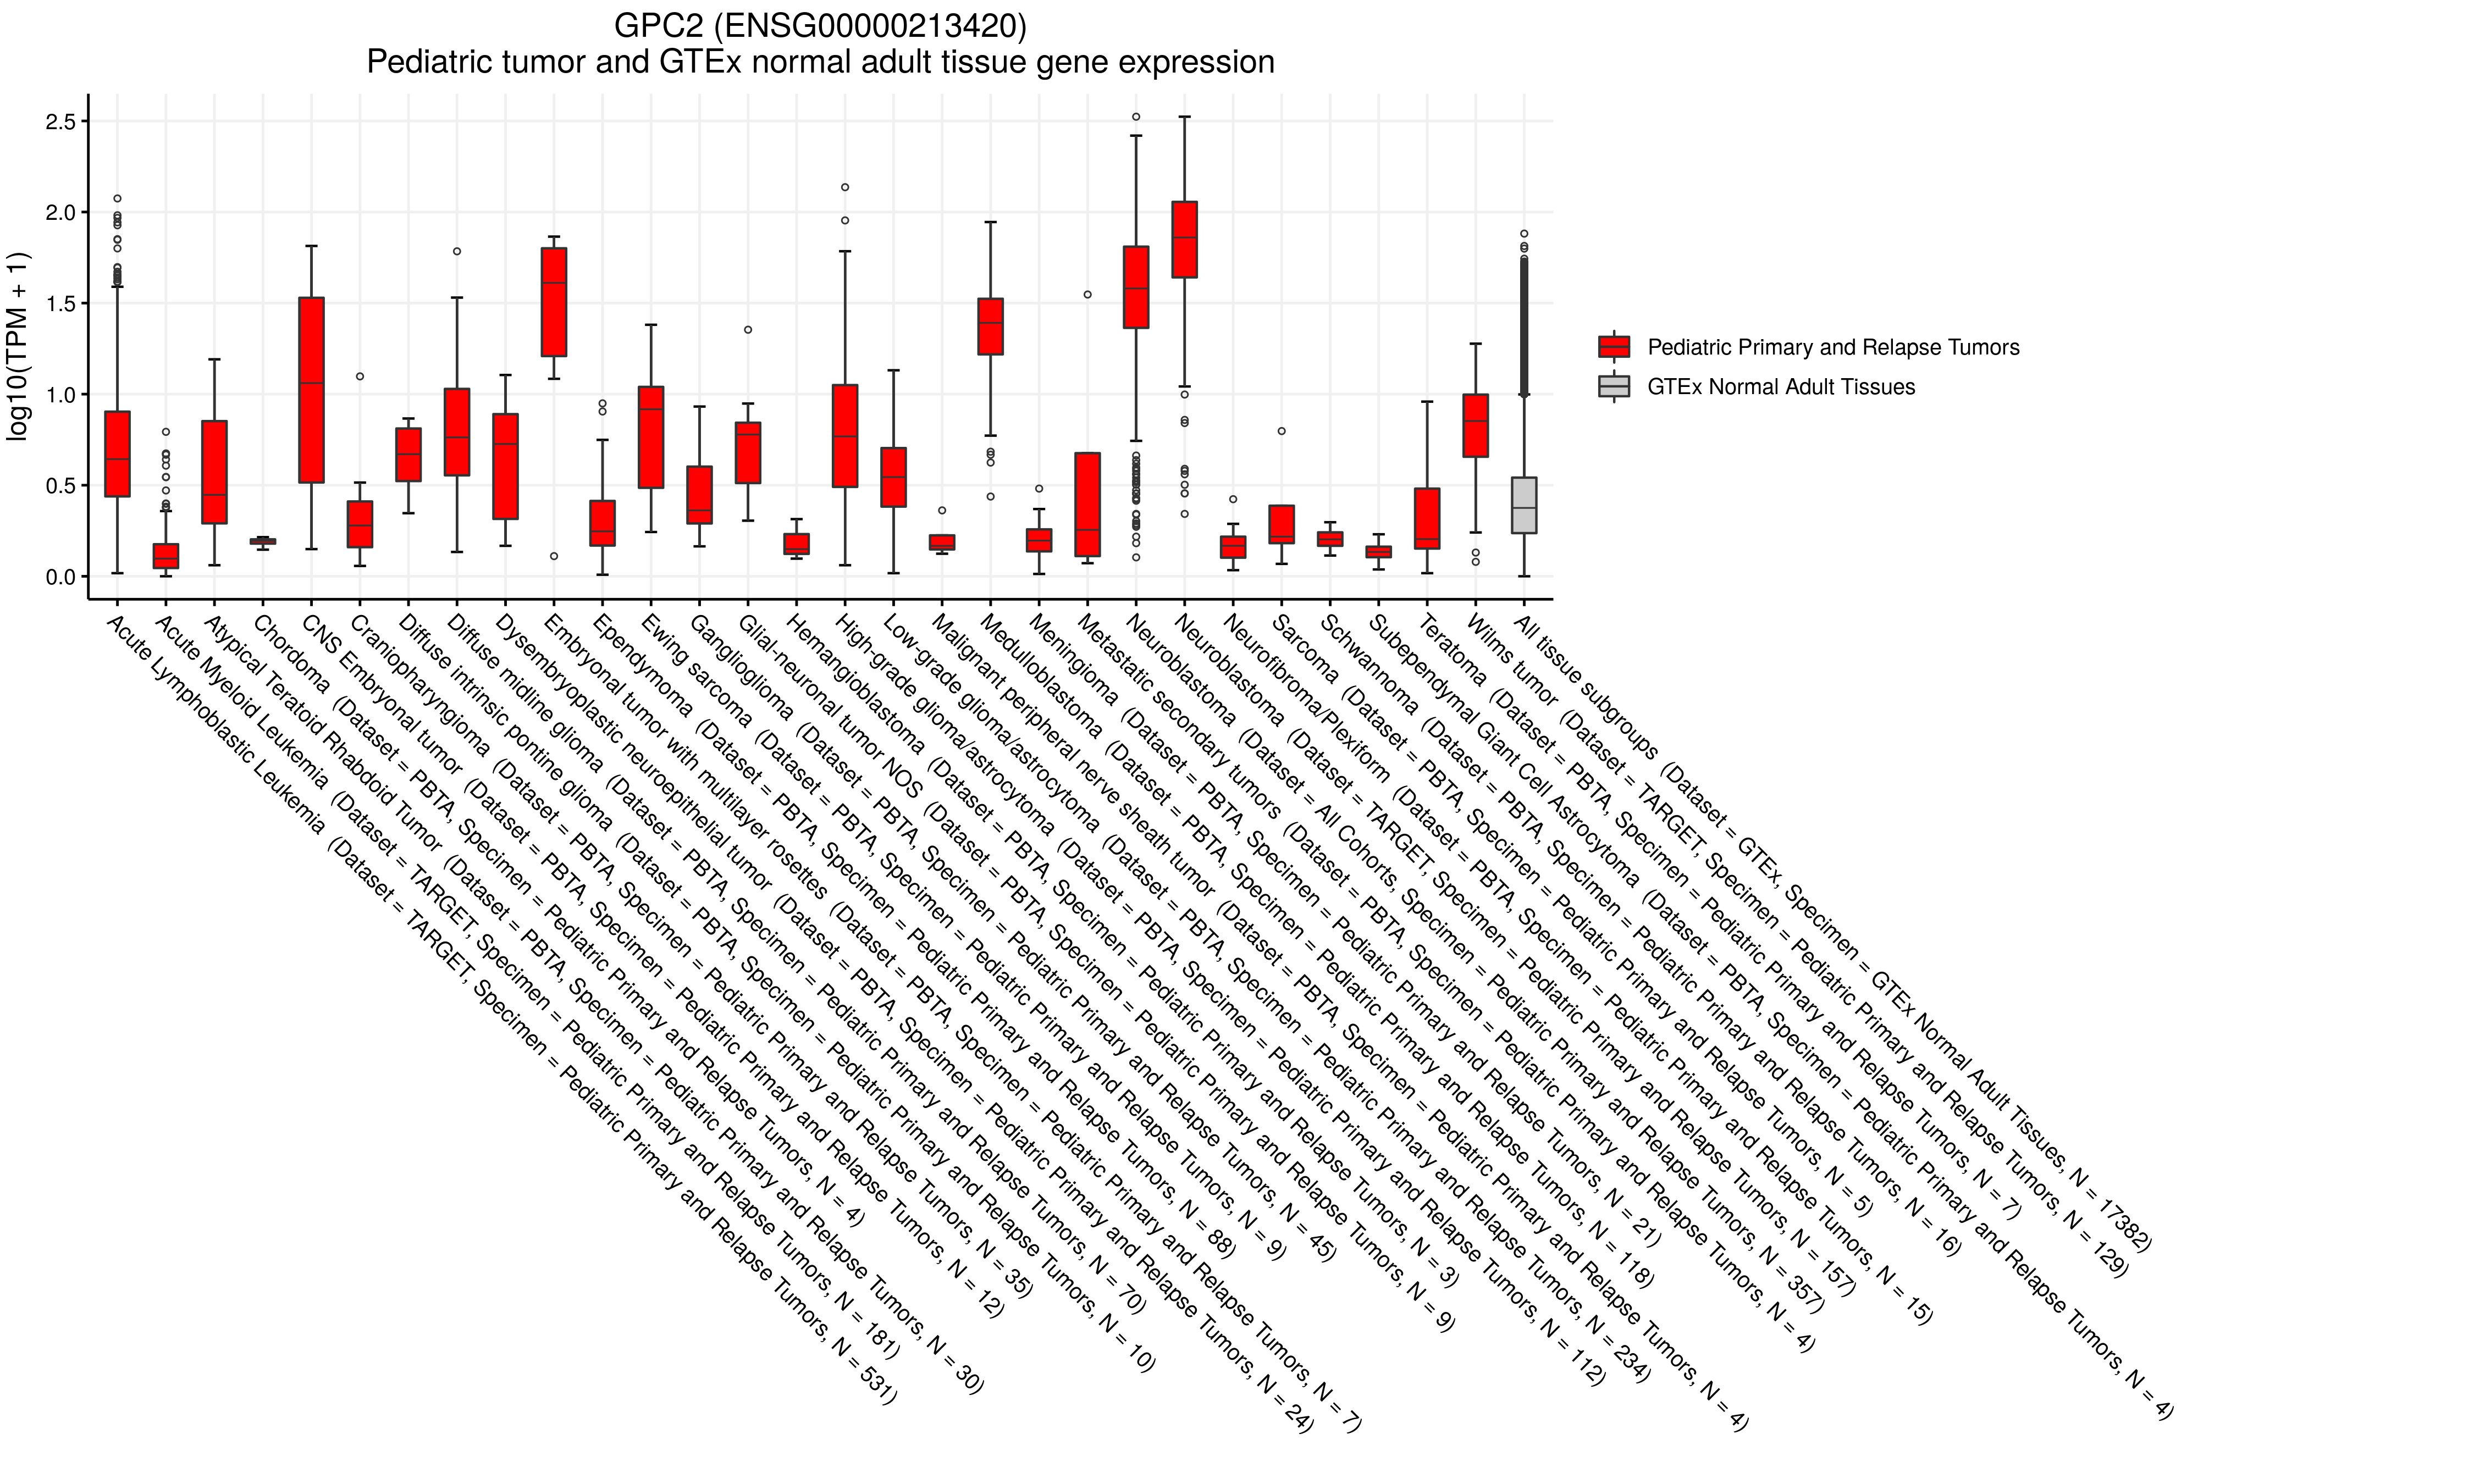 GPC2 (ENSG00000213420)
Pediatric tumor and GTEx normal adult tissue gene expression
log10(TPM + 1)
2.5
2.0
1.5
1.0
0.5
0.0
Pediatric Primary and Relapse Tumors
GTEx Normal Adult Tissues
Acute Lymphoblastic Leukemia (Dataset = TARGET, Specimen = Pediatric Primary and Relapse Tumors, N = 531)
Acute Myeloid Leukemia (Dataset = TARGET, Specimen = Pediatric Primary and Relapse Tumors, N = 181)
Atypical Teratoid Rhabdoid Tumor (Dataset = PBTA, Specimen = Pediatric Primary and Relapse Tumors, N = 30)
Chordoma (Dataset = PBTA, Specimen = Pediatric Primary and Relapse Tumors, N = 4)
CNS Embryonal tumor (Dataset = PBTA, Specimen = Pediatric Primary and Relapse Tumors, N = 12)
Craniopharyngioma (Dataset = PBTA, Specimen = Pediatric Primary and Relapse Tumors, N = 35)
Diffuse intrinsic pontine glioma (Dataset = PBTA, Specimen = Pediatric Primary and Relapse Tumors, N = 10)
Diffuse midline glioma (Dataset = PBTA, Specimen = Pediatric Primary and Relapse Tumors, N = 70)
Dysembryoplastic neuroepithelial tumor (Dataset = PBTA, Specimen = Pediatric Primary and Relapse Tumors, N = 24)
Embryonal tumor with multilayer rosettes (Dataset = PBTA, Specimen = Pediatric Primary and Relapse Tumors, N = 7)
Ependymoma (Dataset = PBTA, Specimen = Pediatric Primary and Relapse Tumors, N = 88)
Ewing sarcoma (Dataset = PBTA, Specimen = Pediatric Primary and Relapse Tumors, N = 9)
Ganglioglioma (Dataset = PBTA, Specimen = Pediatric Primary and Relapse Tumors, N = 45)
Glial-neuronal tumor NOS (Dataset = PBTA, Specimen = Pediatric Primary and Relapse Tumors, N = 9)
Hemangioblastoma (Dataset = PBTA, Specimen = Pediatric Primary and Relapse Tumors, N = 3)
High-grade glioma/astrocytoma (Dataset = PBTA, Specimen = Pediatric Primary and Relapse Tumors, N = 112)
Low-grade glioma/astrocytoma (Dataset = PBTA, Specimen = Pediatric Primary and Relapse Tumors, N = 234)
Malignant peripheral nerve sheath tumor (Dataset = PBTA, Specimen = Pediatric Primary and Relapse Tumors, N = 4)
Medulloblastoma (Dataset = PBTA, Specimen = Pediatric Primary and Relapse Tumors, N = 118)
Meningioma (Dataset = PBTA, Specimen = Pediatric Primary and Relapse Tumors, N = 21)
Metastatic secondary tumors (Dataset = PBTA, Specimen = Pediatric Primary and Relapse Tumors, N = 4)
Neuroblastoma (Dataset = All Cohorts, Specimen = Pediatric Primary and Relapse Tumors, N = 357)
Neuroblastoma (Dataset = TARGET, Specimen = Pediatric Primary and Relapse Tumors, N = 157)
Neurofibroma/Plexiform (Dataset = PBTA, Specimen = Pediatric Primary and Relapse Tumors, N = 15)
Sarcoma (Dataset = PBTA, Specimen = Pediatric Primary and Relapse Tumors, N = 5)
Schwannoma (Dataset = PBTA, Specimen = Pediatric Primary and Relapse Tumors, N = 16)
Subependymal Giant Cell Astrocytoma (Dataset = PBTA, Specimen = Pediatric Primary and Relapse Tumors, N = 4)
Teratoma (Dataset = PBTA, Specimen = Pediatric Primary and Relapse Tumors, N = 7)
Wilms tumor (Dataset = TARGET, Specimen = Pediatric Primary and Relapse Tumors, N = 129)
All tissue subgroups (Dataset = GTEx, Specimen = GTEx Normal Adult Tissues, N = 17382)